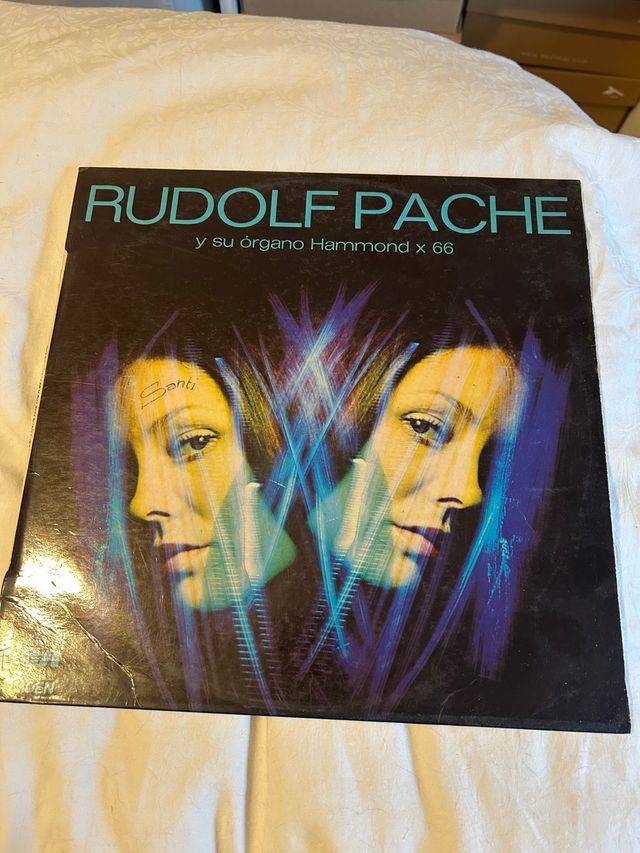 RUDOLF PACHE
y su órgano Hammond x 66
Santi